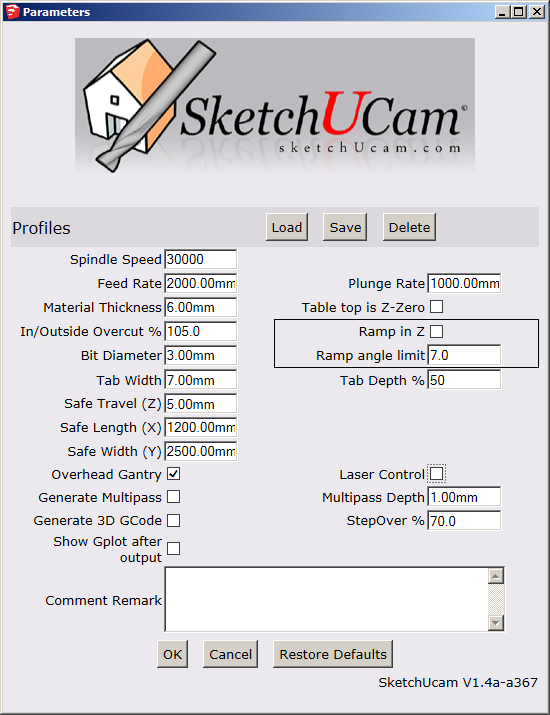 Parameters
SketchUCam©
sketchUcam.com
Profiles Load Save Delete
Spindle Speed 30000
Feed Rate 2000.00mm Plunge Rate 1000.00mm
Material Thickness 6.00mm Table top is Z-Zero
In/Outside Overcut % 105.0 Ramp in Z
Bit Diameter 3.00mm Ramp angle limit 7.0
Tab Width 7.00mm Tab Depth % 50
Safe Travel (Z) 5.00mm
Safe Length (X) 1200.00mm
Safe Width (Y) 2500.00mm
Overhead Gantry Laser Control
Generate Multipass Multipass Depth 1.00mm
Generate 3D GCode StepOver % 70.0
Show Gplot after
output
Comment Remark
OK Cancel Restore Defaults
SketchUcam V1.4a-a367